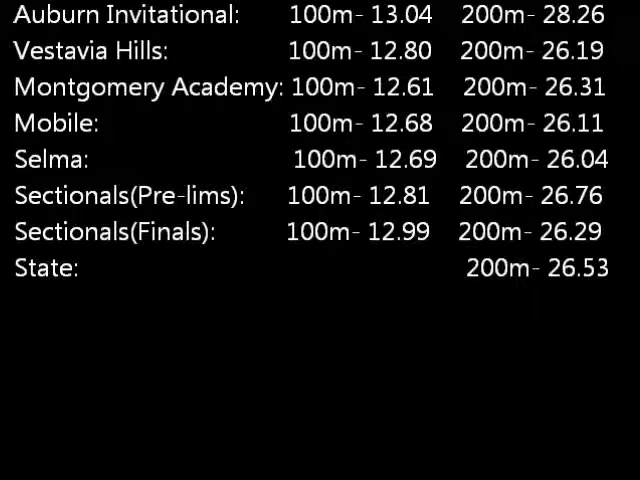 Auburn Invitational: 100m- 13.04 200m- 28.26
Vestavia Hills: 100m- 12.80 200m- 26.19
Montgomery Academy: 100m- 12.61 200m- 26.31
Mobile: 100m- 12.68 200m- 26.11
Selma: 100m- 12.69 200m- 26.04
Sectionals(Pre-lims): 100m- 12.81 200m- 26.76
Sectionals(Finals): 100m- 12.99 200m- 26.29
State: 200m- 26.53